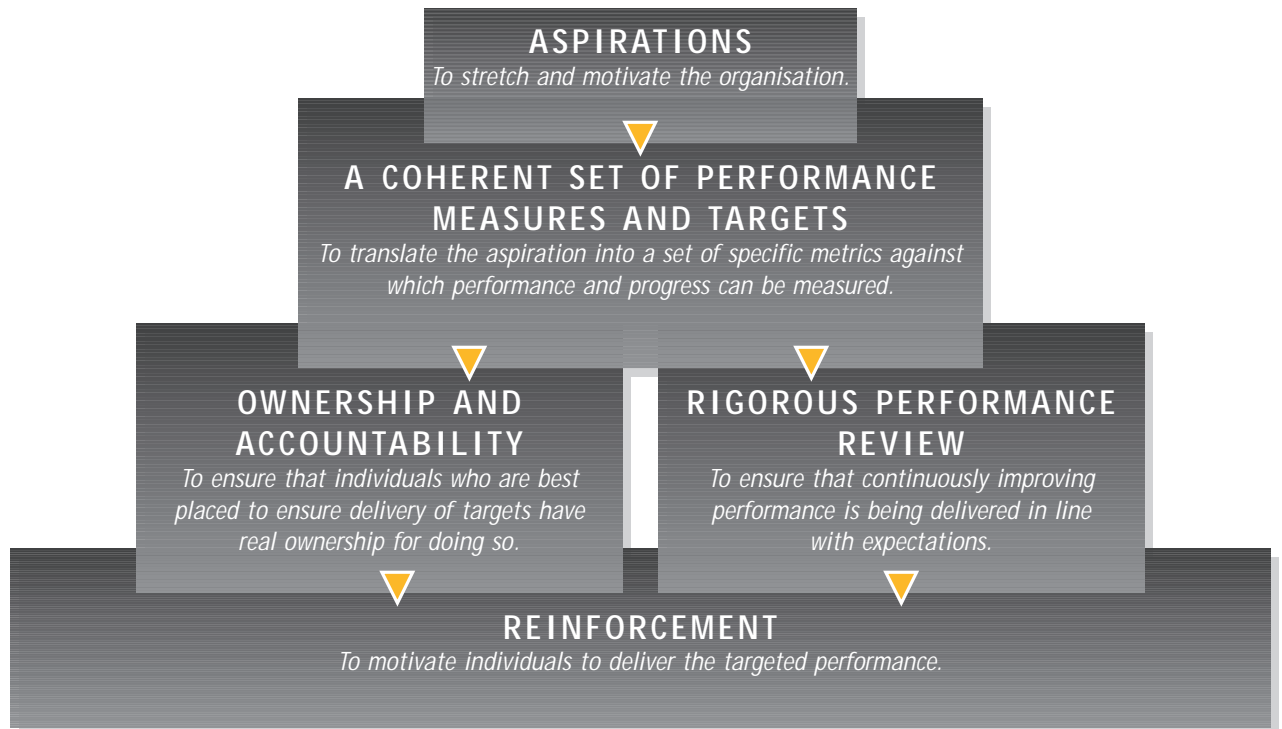 ASPIRATIONS
To stretch and motivate the organisation.
A COHERENT SET OF PERFORMANCE
MEASURES AND TARGETS
To translate the aspiration into a set of specific metrics against
which performance and progress can be measured.
OWNERSHIP AND
ACCOUNTABILITY
To ensure that individuals who are best
placed to ensure delivery of targets have
real ownership for doing so.
RIGOROUS PERFORMANCE
REVIEW
To ensure that continuously improving
performance is being delivered in line
with expectations.
REINFORCEMENT
To motivate individuals to deliver the targeted performance.